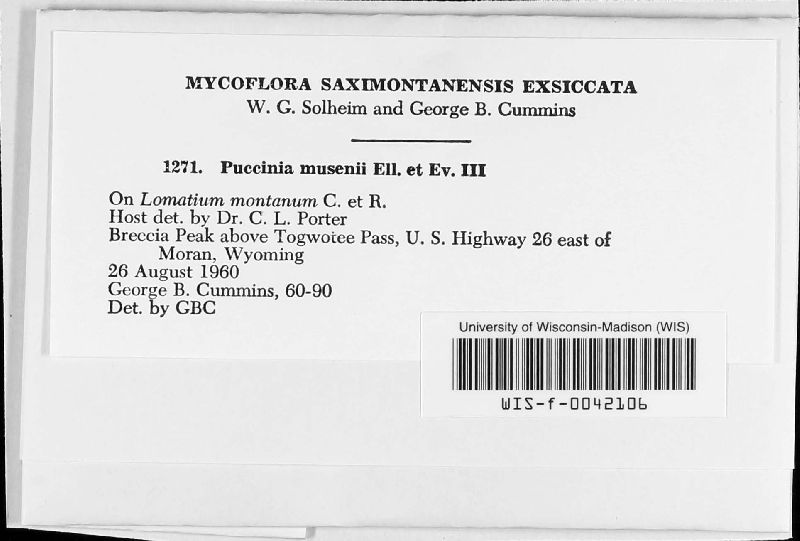 MYCOFLORA SAXIMONTANENSIS EXSICCATA
W. G. Solheim and George B. Cummins
1271. Puccinia musenii Ell. et Ev. III
On Lomatium montanum C. et R.
Host det. by Dr. C. L. Porter
Breccia Peak above Togwotee Pass, U. S. Highway 26 east of
Moran, Wyoming
26 August 1960
George B. Cummins, 60-90
Det. by GBC
University of Wisconsin-Madison (WIS)
WIS-f-0042106